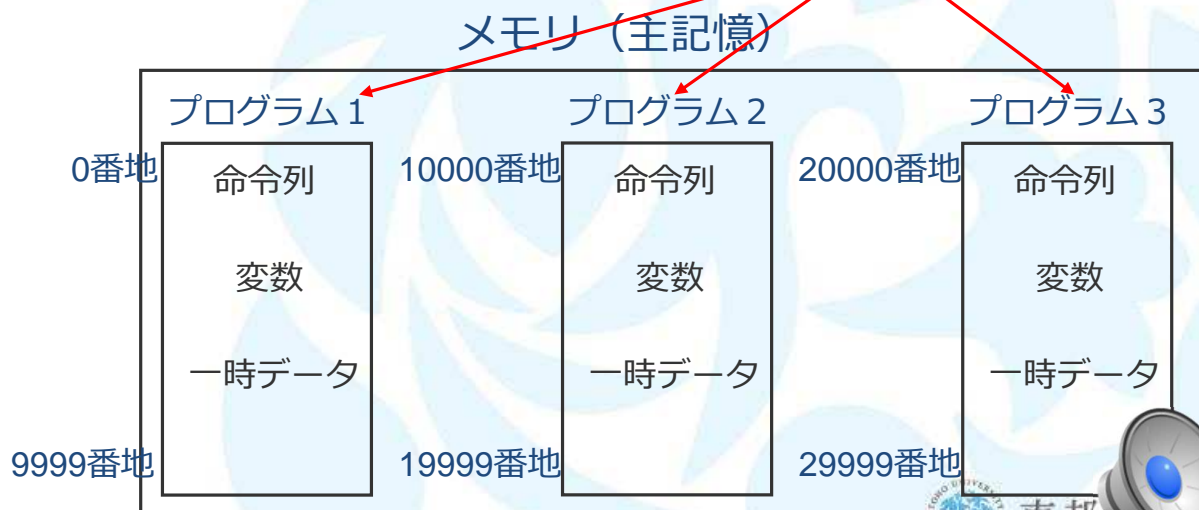 メモリ（主記憶）
プログラム１ プログラム２ プログラム３
0番地 命令列 10000番地 命令列 20000番地 命令列
変数 変数 変数
一時データ 一時データ 一時データ
9999番地 19999番地 29999番地